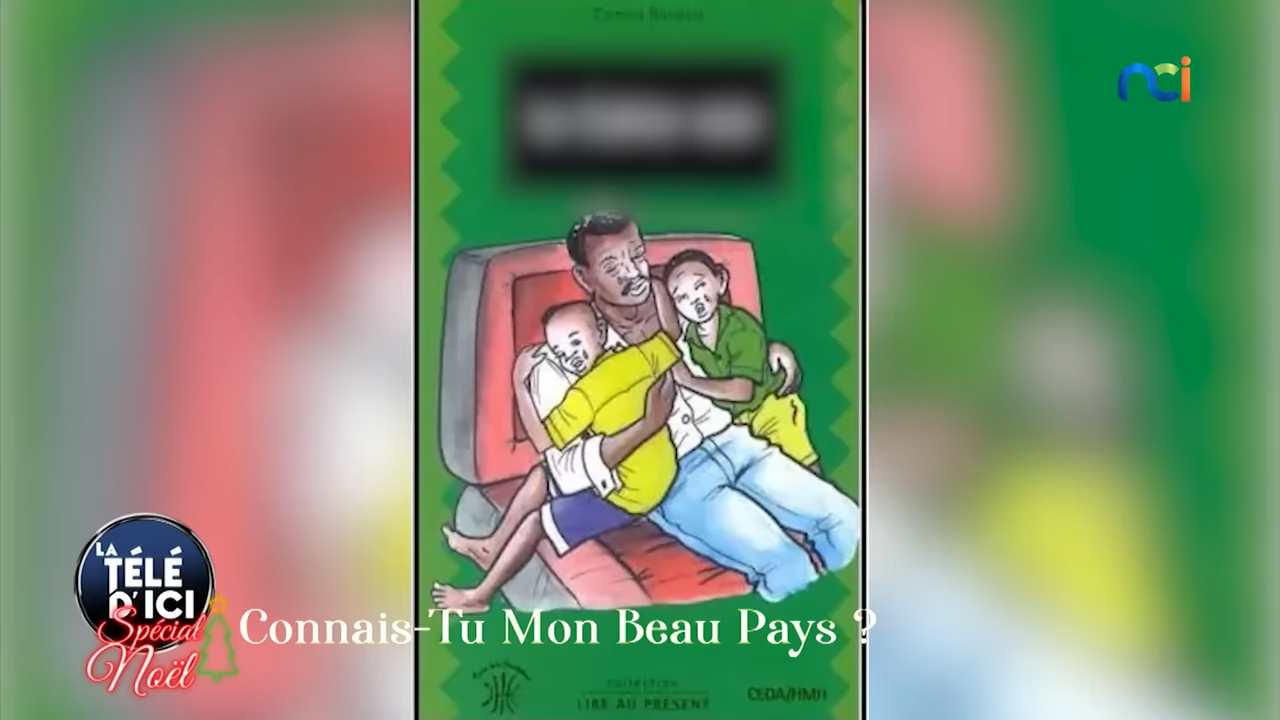 nci
LA
TÉLÉ
D'ICI
Spécial
Noël
Connais-Tu Mon Beau Pays ?
collection
LIRE AU PRÉSENT
CEDA/HMH